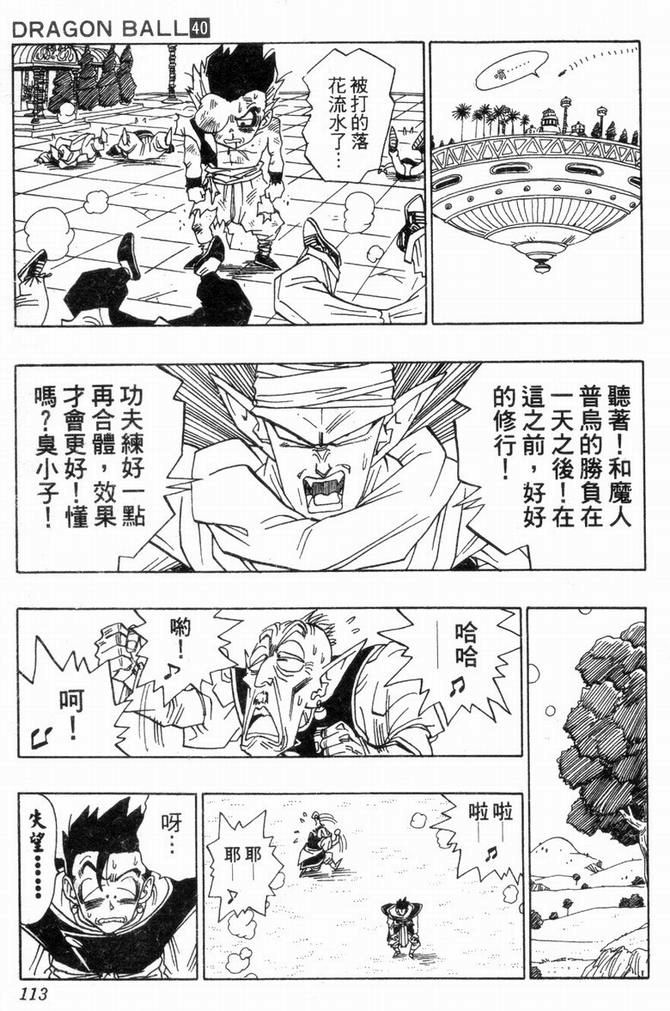 DRAGON BALL 40
唷……
被打的落
花流水了…
聽著！和魔人
普烏的勝負在
一天之後！在
這之前，好好
的修行！
功夫練好一點
再合體，效果
才會更好！懂
嗎？臭小子！
哈哈
喲！
呵！
啦啦
耶耶
呀…
失望……
113